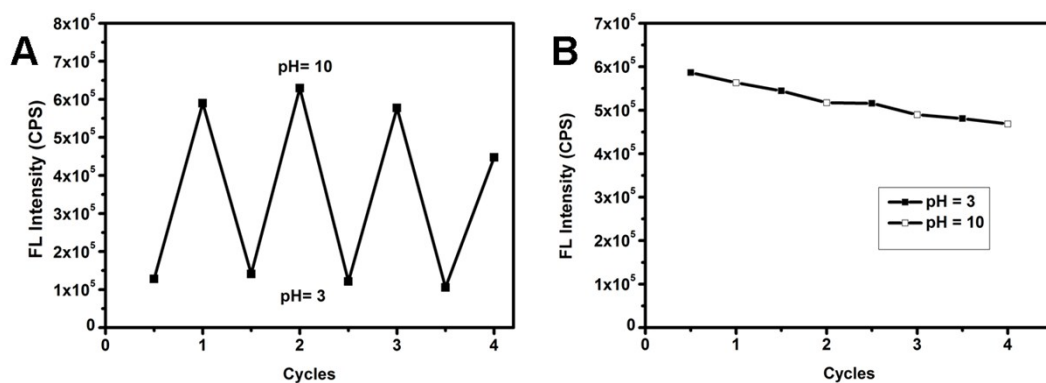 A
FL Intensity (CPS)
8x10⁵
7x10⁵
6x10⁵
5x10⁵
4x10⁵
3x10⁵
2x10⁵
1x10⁵
0
pH= 10
pH= 3
0 1 2 3 4
Cycles
B
FL Intensity (CPS)
7x10⁵
6x10⁵
5x10⁵
4x10⁵
3x10⁵
2x10⁵
1x10⁵
0
pH = 3
pH = 10
0 1 2 3 4
Cycles